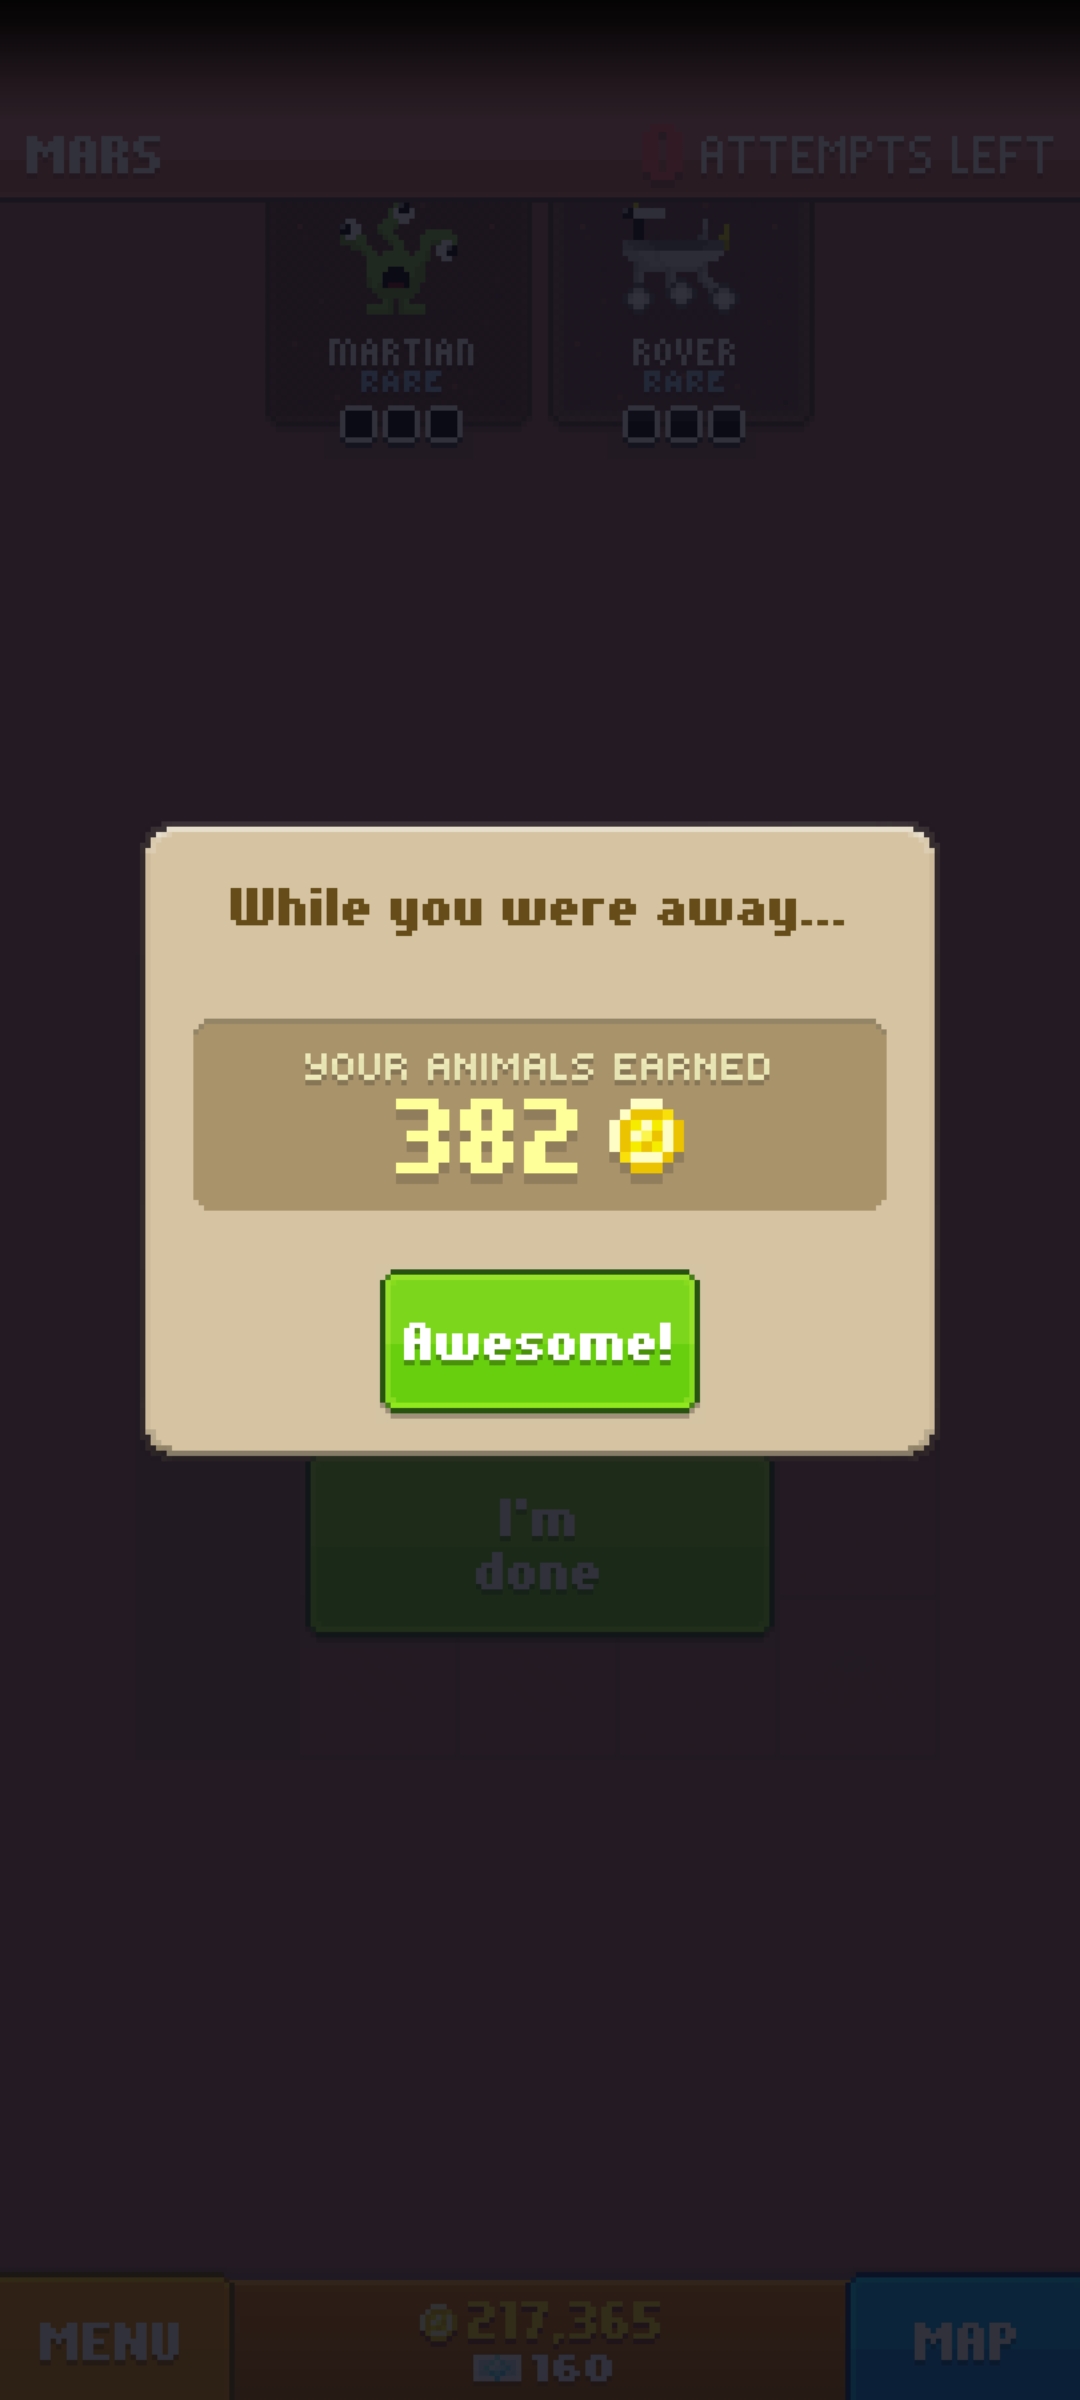 MARS
ATTEMPTS LEFT
MARTIAN
RARE
ROVER
RARE
While you were away...
YOUR ANIMALS EARNED
382
Awesome!
I'm
done
MENU
217,365
160
MAP